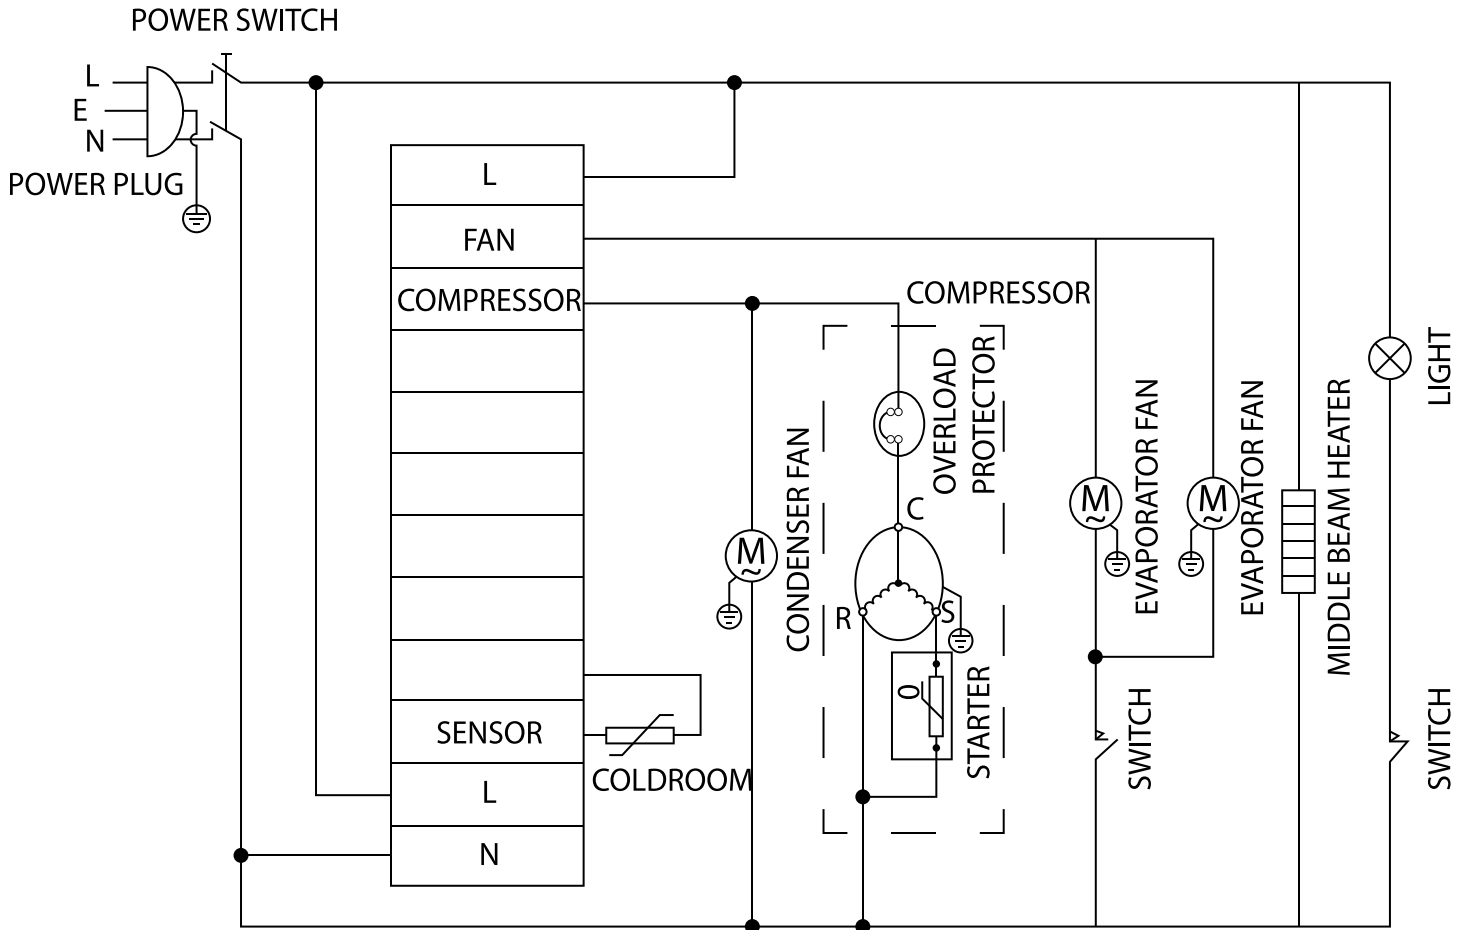 POWER SWITCH
L
E
N
POWER PLUG
L
FAN
COMPRESSOR
SENSOR
L
N
COLDROOM
M
~
CONDENSER FAN
COMPRESSOR
OVERLOAD
PROTECTOR
C
R
S
0
STARTER
M
~
EVAPORATOR FAN
M
~
EVAPORATOR FAN
SWITCH
MIDDLE BEAM HEATER
LIGHT
SWITCH